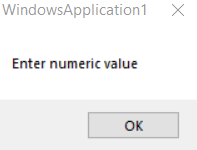 WindowsApplication1
Enter numeric value
OK